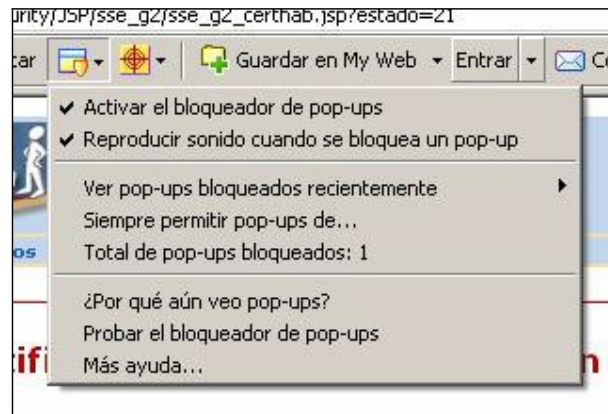 urity/JSP/sse_g2/sse_g2_certhab.jsp?estado=21
car Guardar en My Web Entrar
Activar el bloqueador de pop-ups
Reproducir sonido cuando se bloquea un pop-up
Ver pop-ups bloqueados recientemente
Siempre permitir pop-ups de...
os
Total de pop-ups bloqueados: 1
¿Por qué aún veo pop-ups?
Probar el bloqueador de pop-ups
Más ayuda...